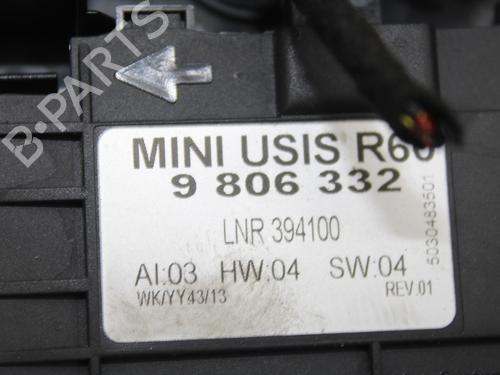 B-PARTS
MINI USIS R60
9 806 332
LNR 394100
AI:03 HW:04 SW:04
WK/YY43/13
REV.01
6030483501